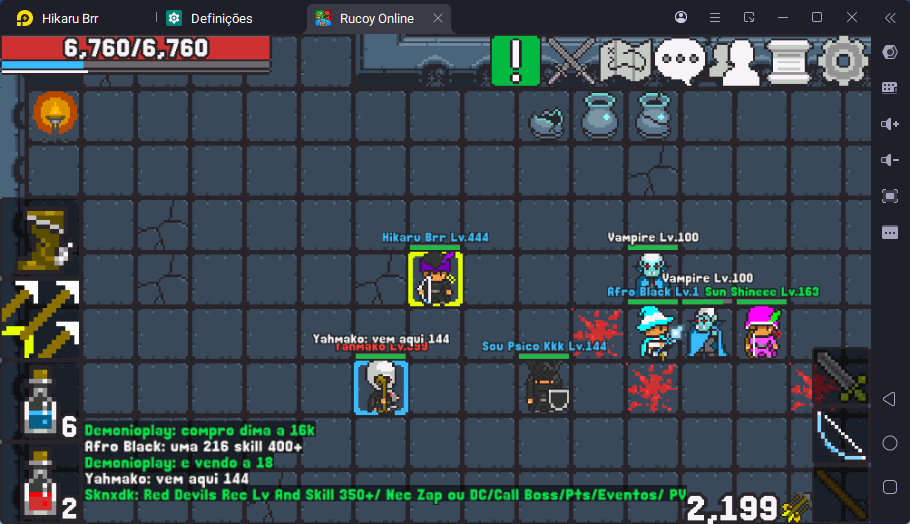 Hikaru Brr
Definições
Rucoy Online
6,760/6,760
Hikaru Brr Lv.444
Vampire Lv.100
Vampire Lv.100
Afro Black Lv.1
Sun Shineee Lv.163
Yahmako: vem aqui 144
Yahmako Lv.399
Sou Psico Kkk Lv.144
6
Demonioplay: compro dima a 16k
Afro Black: uma 216 skill 400+
Demonioplay: e vendo a 18
Yahmako: vem aqui 144
Sknxdk: Red Devils Rec Lv And Skill 350+/ Nec Zap ou DC/Call Boss/Pts/Eventos/ PV
2
2,199